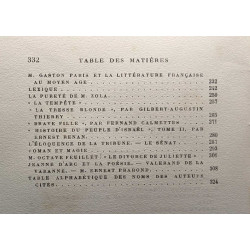 332 TABLE DES MATIÈRES
M. GASTON PARIS ET LA LITTÉRATURE FRANÇAISE
AU MOYEN AGE
LEXIQUE
LA PURETÉ DE M. ZOLA
« LA TEMPÊTE »
« LA TRESSE BLONDE », PAR GILBERT-AUGUSTIN
THIERRY
« BRAVE FILLE », PAR FERNAND CALMETTES
« HISTOIRE DU PEUPLE D'ISRAËL », TOME II, PAR
ERNEST RENAN
L'ÉLOQUENCE DE LA TRIBUNE. — LE SÉNAT
ROMAN ET MAGIE
M. OCTAVE FEUILLET : « LE DIVORCE DE JULIETTE »
JEANNE D'ARC ET LA POÉSIE. — VALERAND DE LA
VARANNE. — M. ERNEST PRAROND
TABLE ALPHABÉTIQUE DES NOMS DES AUTEURS
CITÉS